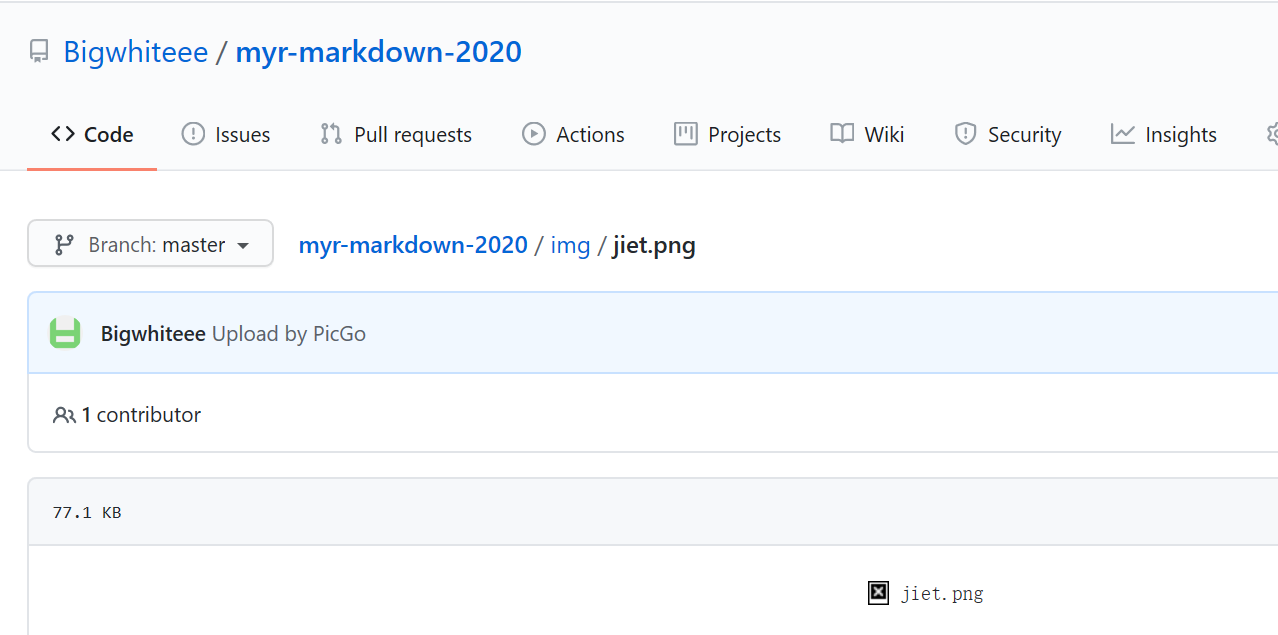 Bigwhiteee / myr-markdown-2020
Code Issues Pull requests Actions Projects Wiki Security Insights
Branch: master myr-markdown-2020 / img / jiet.png
Bigwhiteee Upload by PicGo
1 contributor
77.1 KB
jiet.png